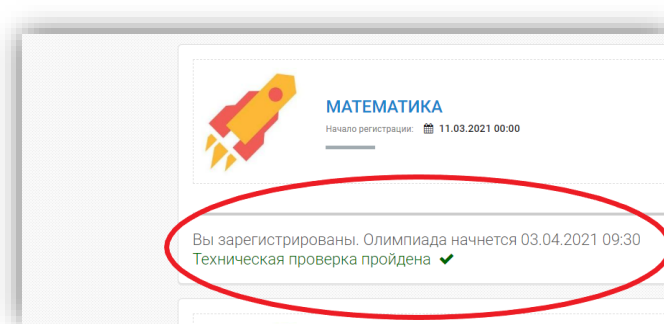 МАТЕМАТИКА
Начало регистрации: 11.03.2021 00:00
Вы зарегистрированы. Олимпиада начнется 03.04.2021 09:30
Техническая проверка пройдена ✔